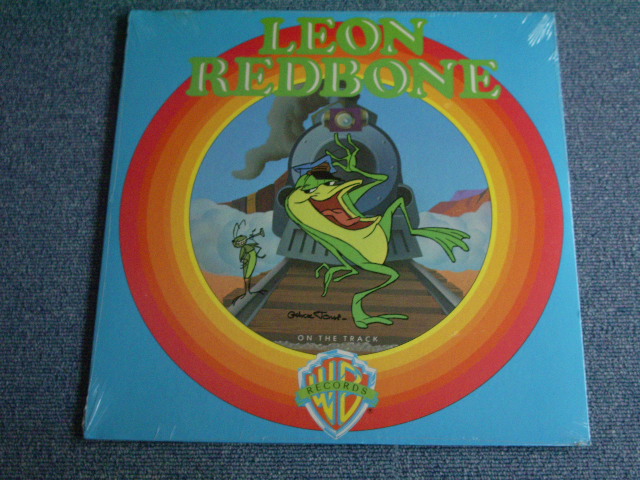 LEON
REDBONE
Chuck Jones
ON THE TRACK
WB
RECORDS
®